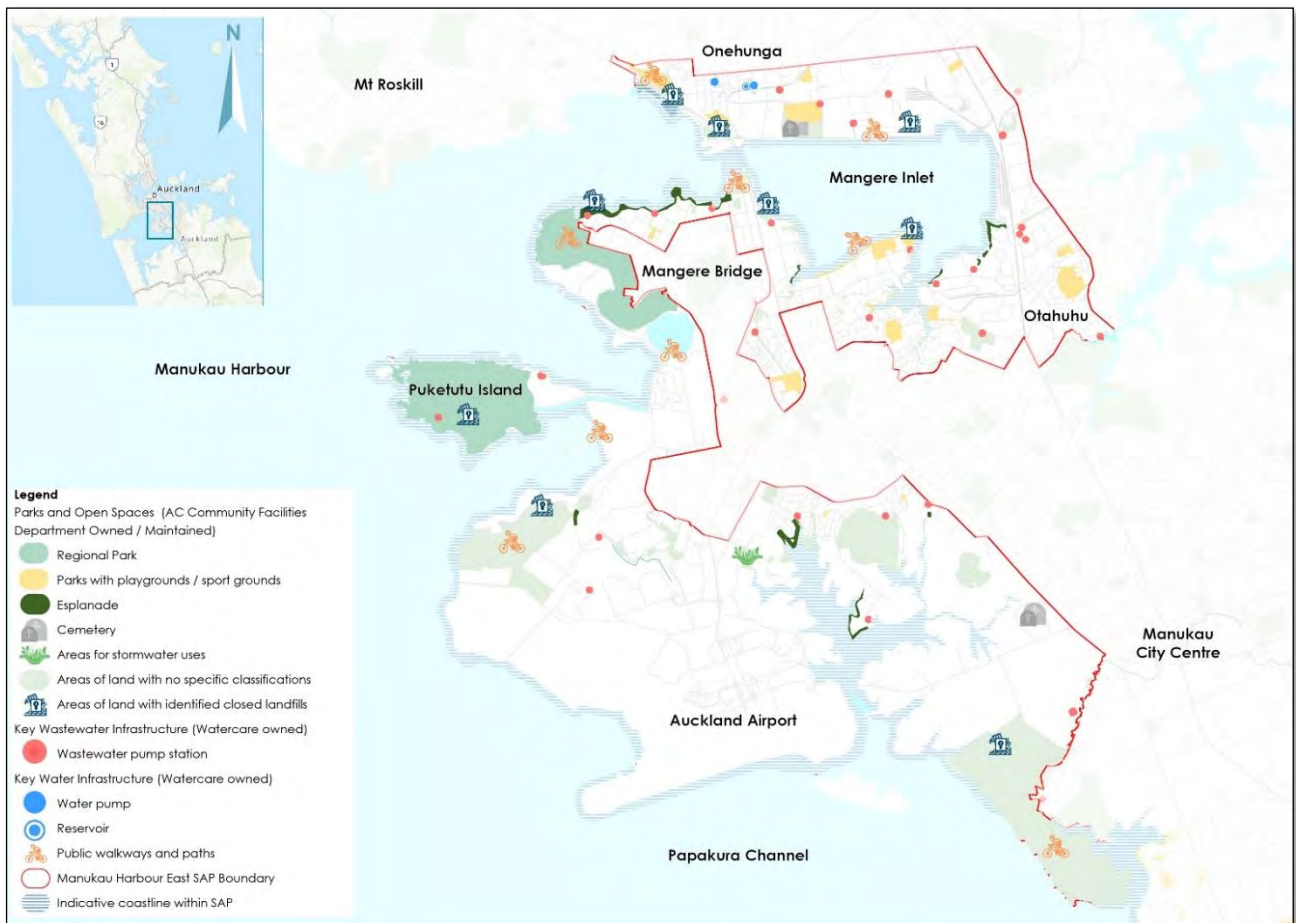 N
1
16
Auckland
Auckland
Onehunga
Mt Roskill
Mangere Inlet
Mangere Bridge
Otahuhu
Manukau Harbour
Puketutu Island
Manukau
City Centre
Auckland Airport
Papakura Channel
Legend
Parks and Open Spaces (AC Community Facilities
Department Owned / Maintained)
Regional Park
Parks with playgrounds / sport grounds
Esplanade
Cemetery
Areas for stormwater uses
Areas of land with no specific classifications
Areas of land with identified closed landfills
Key Wastewater Infrastructure (Watercare owned)
Wastewater pump station
Key Water Infrastructure (Watercare owned)
Water pump
Reservoir
Public walkways and paths
Manukau Harbour East SAP Boundary
Indicative coastline within SAP